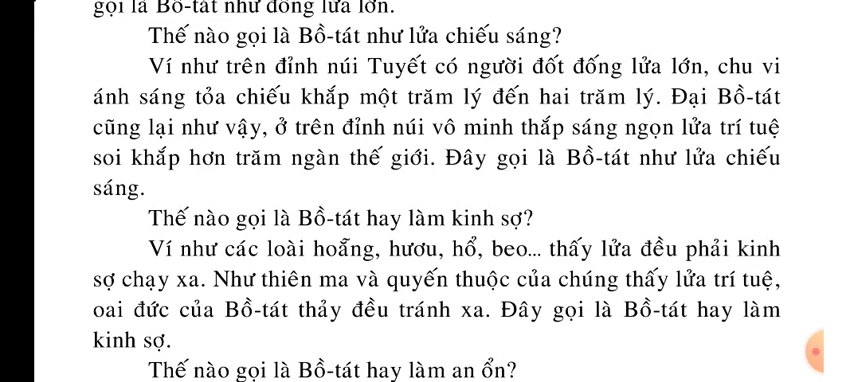 gọi là Bồ-tát như đống lửa lớn.
Thế nào gọi là Bồ-tát như lửa chiếu sáng?
Ví như trên đỉnh núi Tuyết có người đốt đống lửa lớn, chu vi
ánh sáng tỏa chiếu khắp một trăm lý đến hai trăm lý. Đại Bồ-tát
cũng lại như vậy, ở trên đỉnh núi vô minh thắp sáng ngọn lửa trí tuệ
soi khắp hơn trăm ngàn thế giới. Đây gọi là Bồ-tát như lửa chiếu
sáng.
Thế nào gọi là Bồ-tát hay làm kinh sợ?
Ví như các loài hoẵng, hươu, hổ, beo... thấy lửa đều phải kinh
sợ chạy xa. Như thiên ma và quyến thuộc của chúng thấy lửa trí tuệ,
oai đức của Bồ-tát thảy đều tránh xa. Đây gọi là Bồ-tát hay làm
kinh sợ.
Thế nào gọi là Bồ-tát hay làm an ổn?